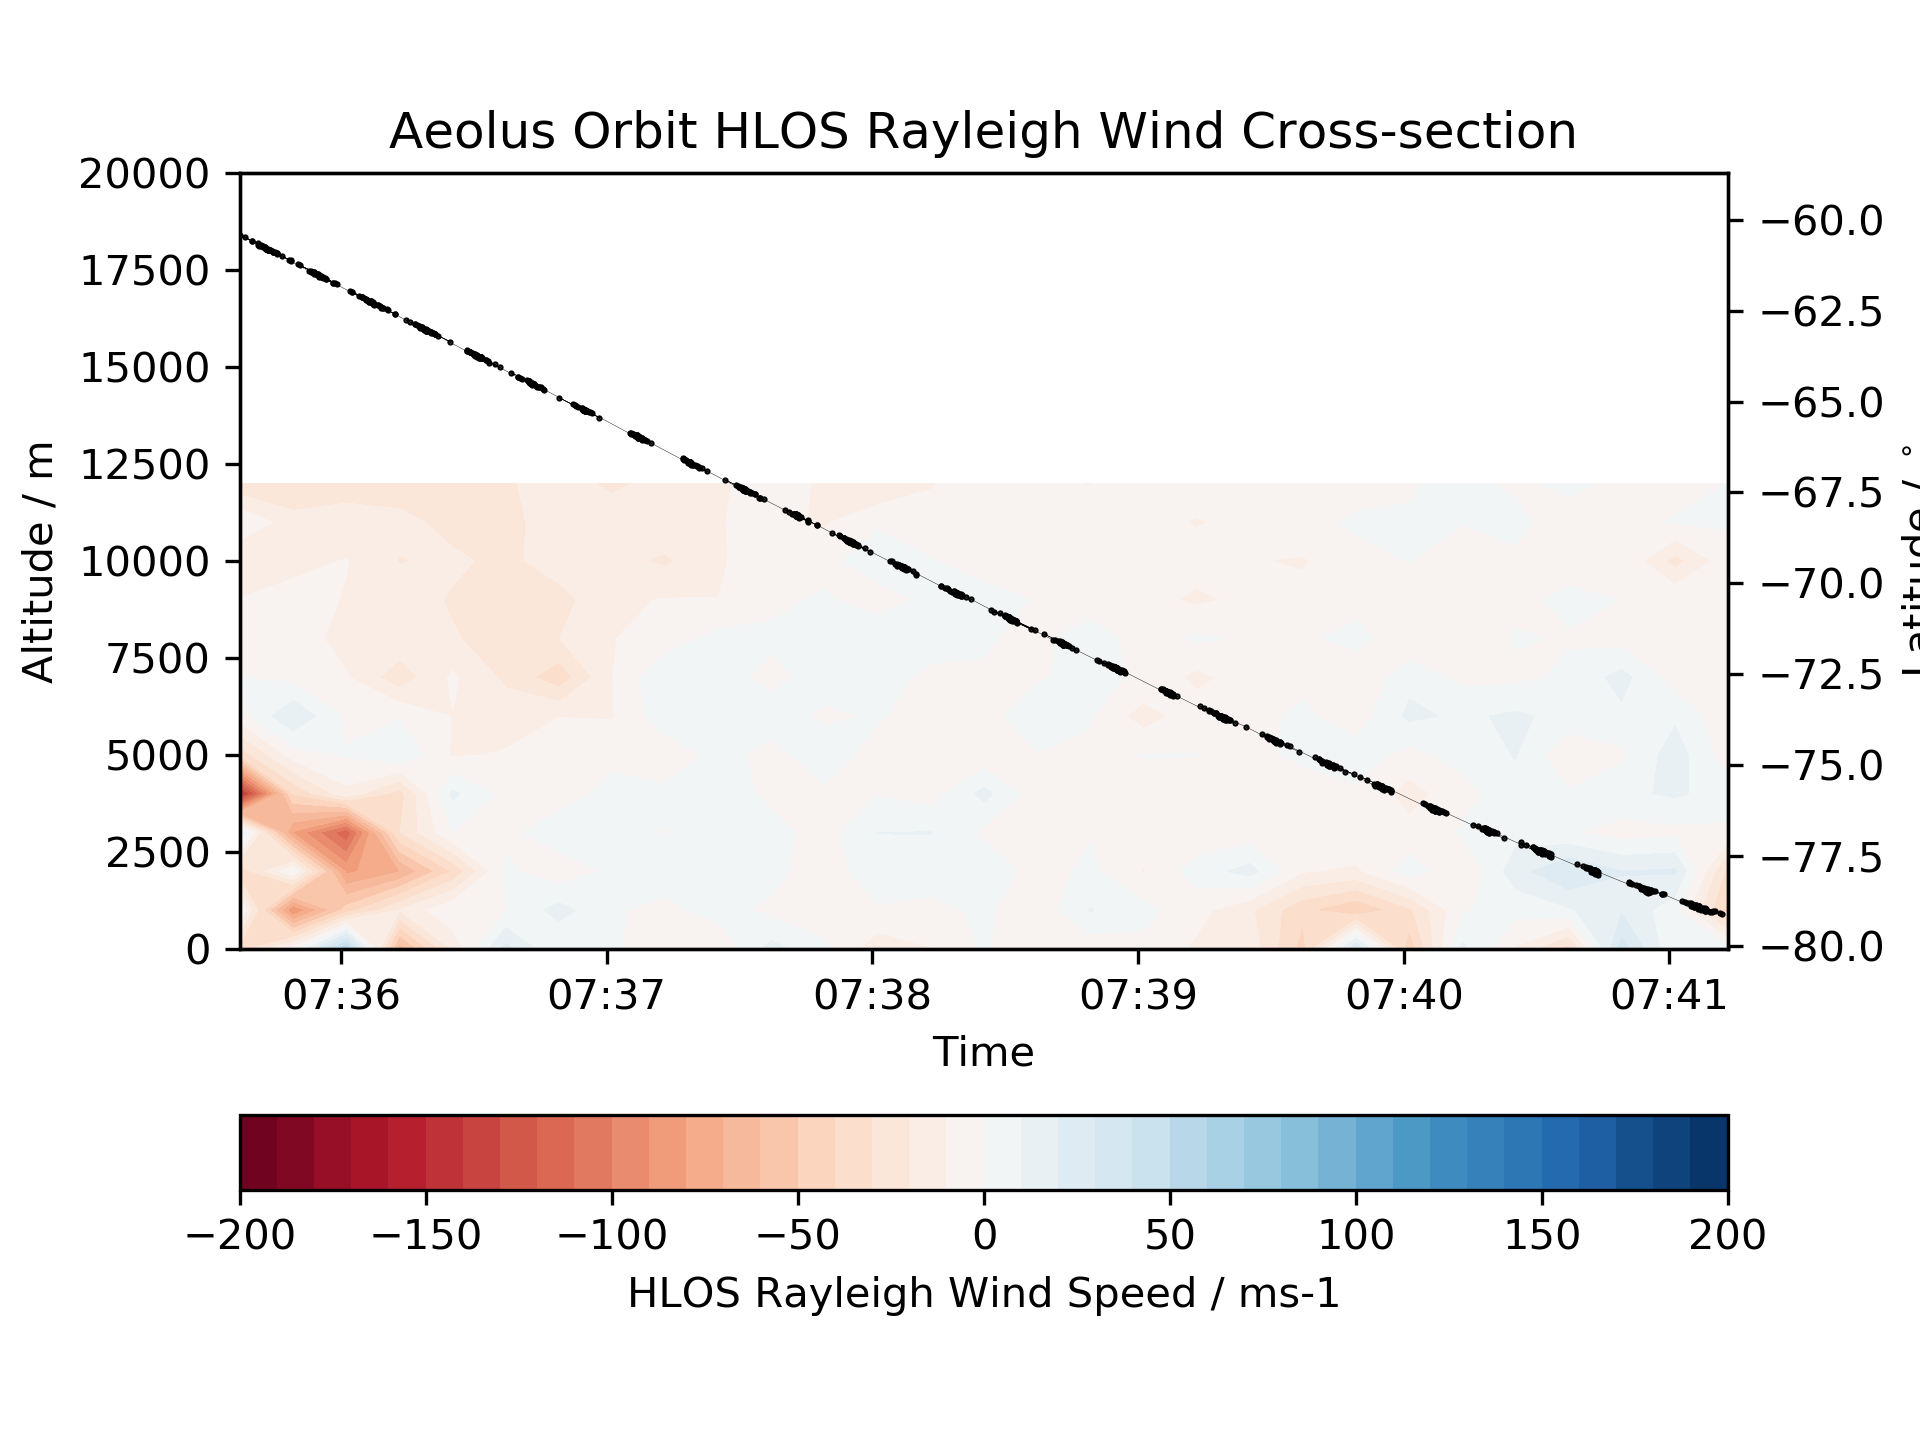 Aeolus Orbit HLOS Rayleigh Wind Cross-section
20000
17500
15000
12500
10000
7500
5000
2500
0
Altitude / m
−60.0
−62.5
−65.0
−67.5
−70.0
−72.5
−75.0
−77.5
−80.0
Latitude / °
07:36 07:37 07:38 07:39 07:40 07:41
Time
−200 −150 −100 −50 0 50 100 150 200
HLOS Rayleigh Wind Speed / ms-1